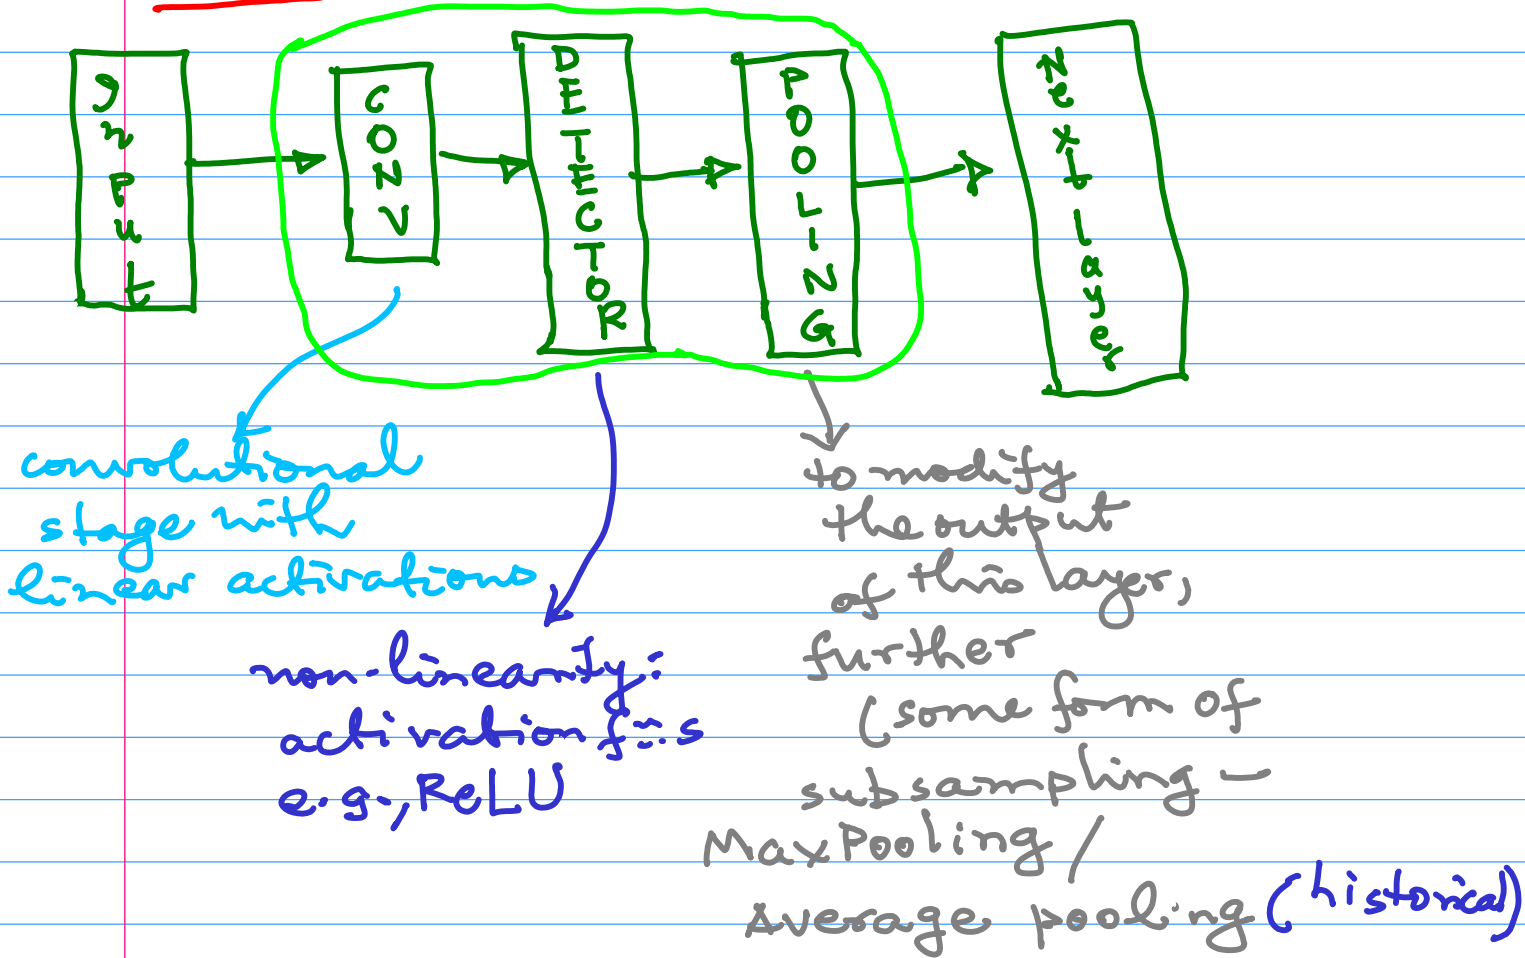 Input
CONV
DETECTOR
POOLING
Next layer
convolutional
stage with
linear activations
non-linearity:
activation f::s
e.g., ReLU
to modify
the output
of this layer,
further
(some form of
subsampling —
MaxPooling /
Average pooling (historical)